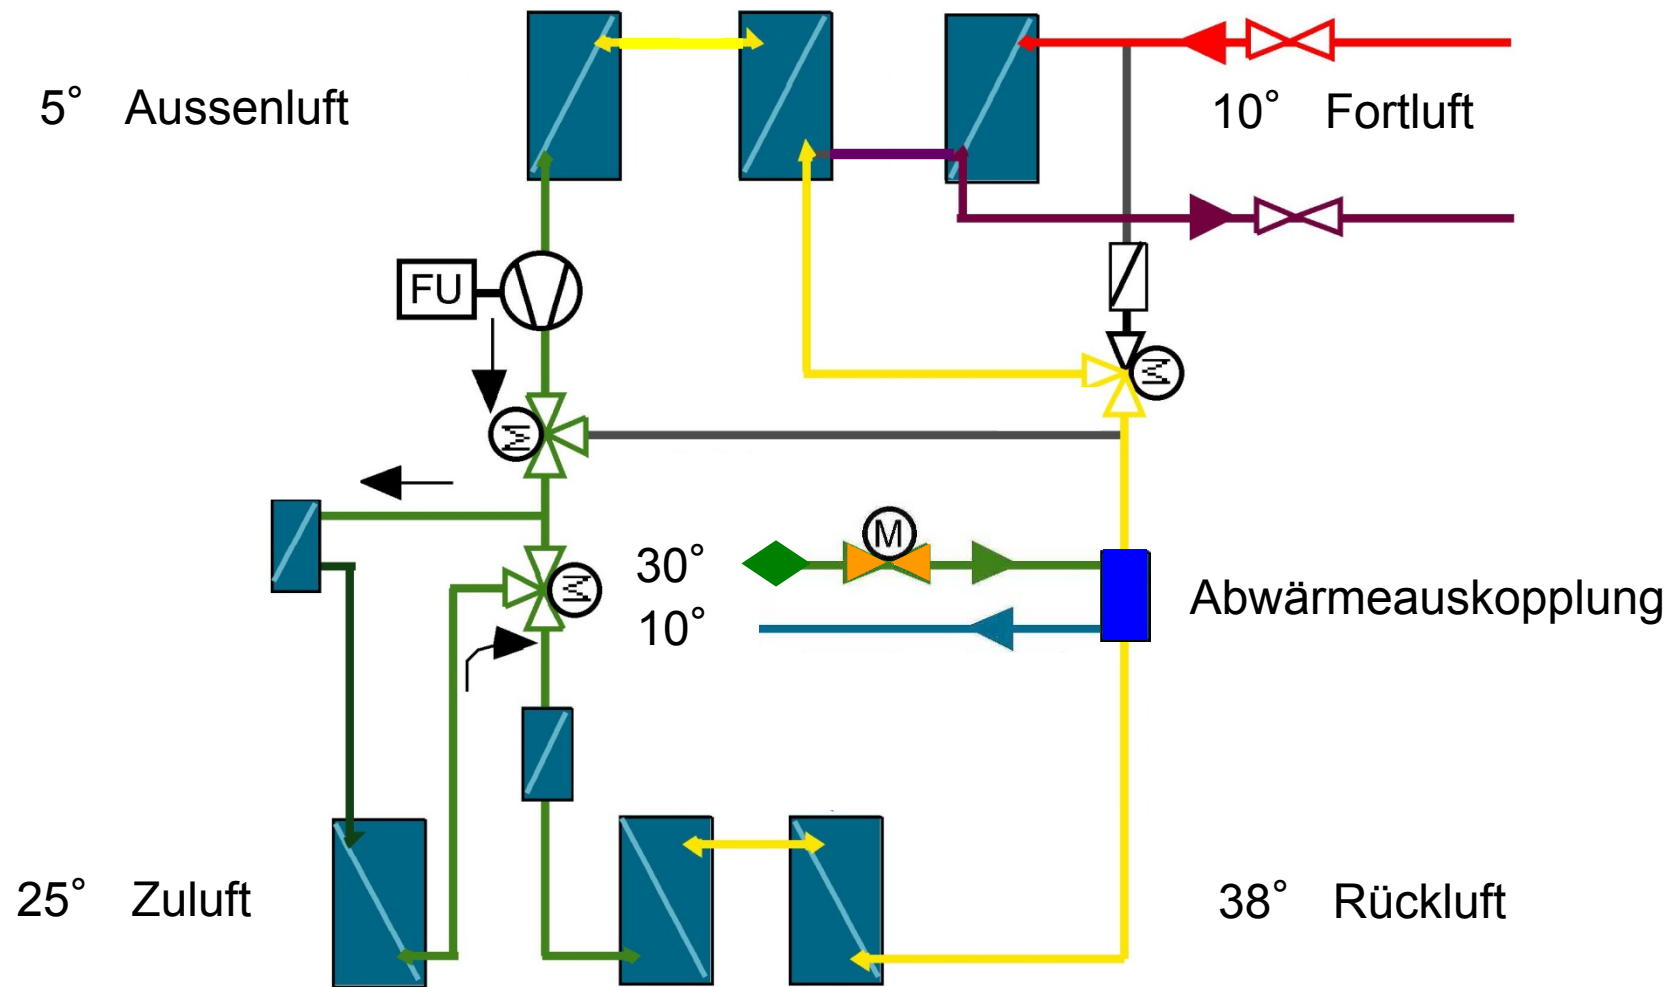 5° Aussenluft
10° Fortluft
FU
M
M
M
30°
M
10°
Abwärmeauskopplung
25° Zuluft
38° Rückluft